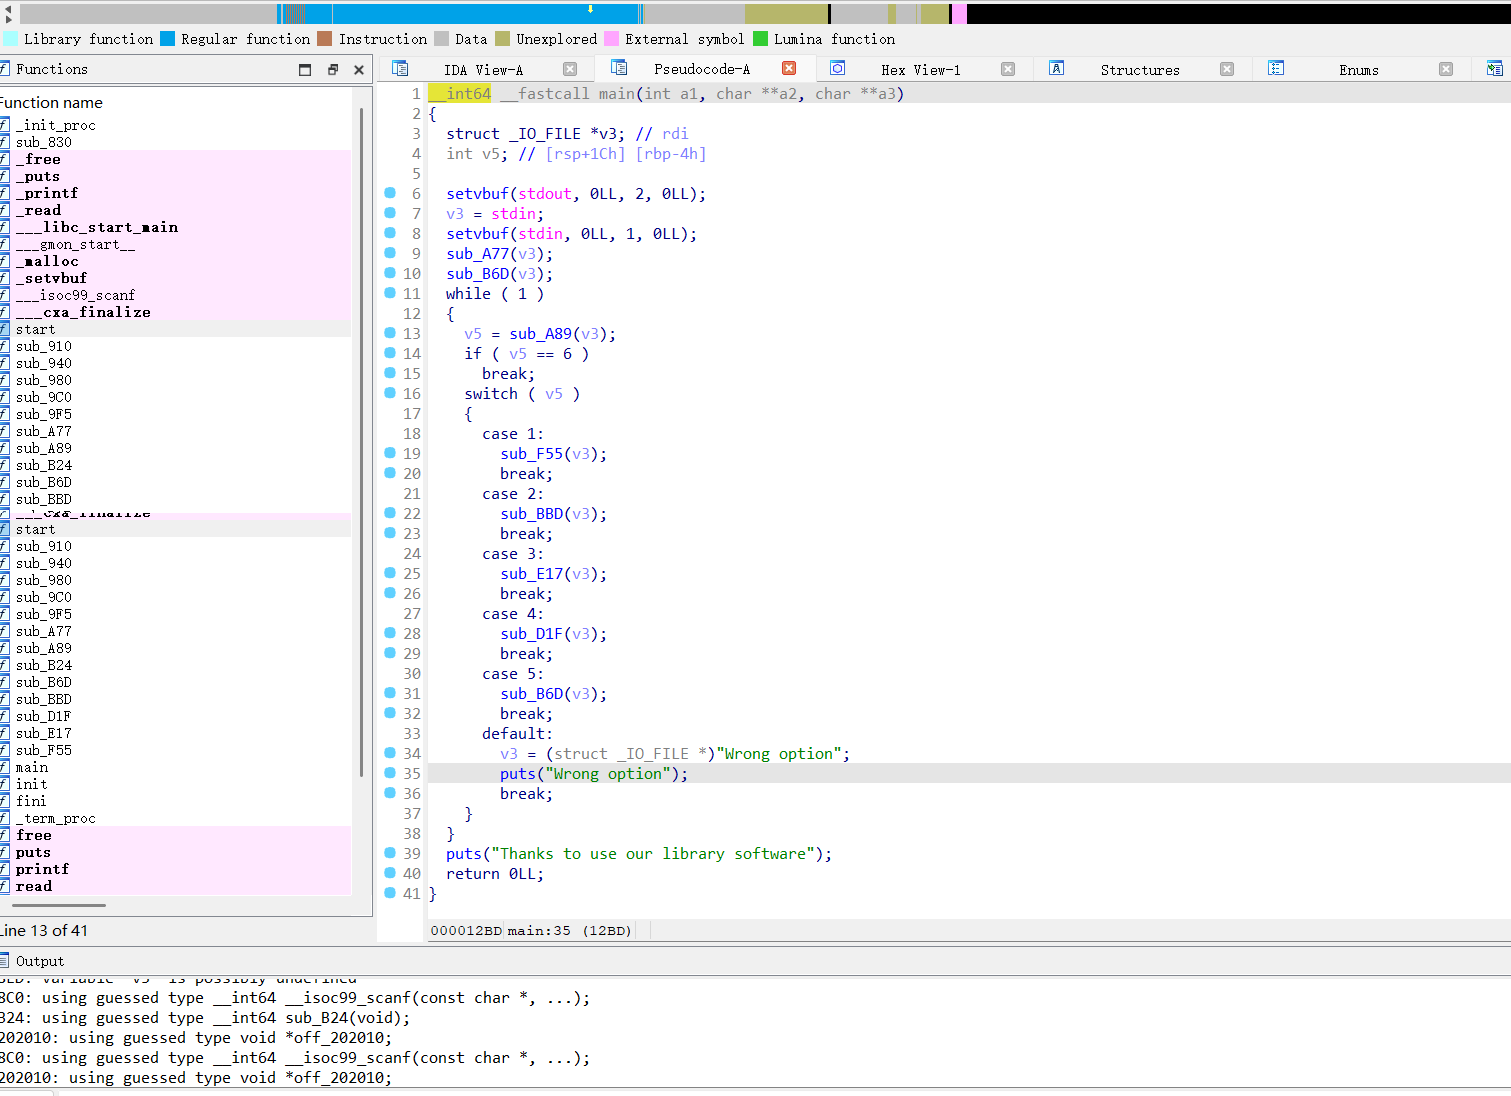 Library function Regular function Instruction Data Unexplored External symbol Lumina function
Functions
Function name
_init_proc
sub_830
_free
_puts
_printf
_read
___libc_start_main
___gmon_start__
_malloc
_setvbuf
___isoc99_scanf
___cxa_finalize
start
sub_910
sub_940
sub_980
sub_9C0
sub_9F5
sub_A77
sub_A89
sub_B24
sub_B6D
sub_BBD
___cxa_finalize
start
sub_910
sub_940
sub_980
sub_9C0
sub_9F5
sub_A77
sub_A89
sub_B24
sub_B6D
sub_BBD
sub_D1F
sub_E17
sub_F55
main
init
fini
_term_proc
free
puts
printf
read
Line 13 of 41
IDA View-A Pseudocode-A Hex View-1 Structures Enums
1 __int64 __fastcall main(int a1, char **a2, char **a3)
2 {
3 struct _IO_FILE *v3; // rdi
4 int v5; // [rsp+1Ch] [rbp-4h]
5
6 setvbuf(stdout, 0LL, 2, 0LL);
7 v3 = stdin;
8 setvbuf(stdin, 0LL, 1, 0LL);
9 sub_A77(v3);
10 sub_B6D(v3);
11 while ( 1 )
12 {
13 v5 = sub_A89(v3);
14 if ( v5 == 6 )
15 break;
16 switch ( v5 )
17 {
18 case 1:
19 sub_F55(v3);
20 break;
21 case 2:
22 sub_BBD(v3);
23 break;
24 case 3:
25 sub_E17(v3);
26 break;
27 case 4:
28 sub_D1F(v3);
29 break;
30 case 5:
31 sub_B6D(v3);
32 break;
33 default:
34 v3 = (struct _IO_FILE *)"Wrong option";
35 puts("Wrong option");
36 break;
37 }
38 }
39 puts("Thanks to use our library software");
40 return 0LL;
41 }
000012BD main:35 (12BD)
Output
variable 'v3' is possibly undefined
8C0: using guessed type __int64 __isoc99_scanf(const char *, ...);
B24: using guessed type __int64 sub_B24(void);
202010: using guessed type void *off_202010;
8C0: using guessed type __int64 __isoc99_scanf(const char *, ...);
202010: using guessed type void *off_202010;